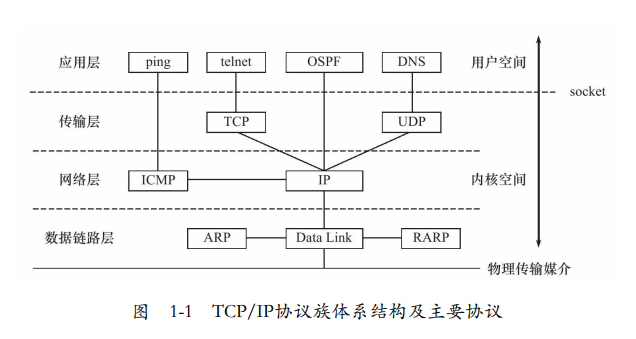 应用层 ping telnet OSPF DNS 用户空间
socket
传输层 TCP UDP
网络层 ICMP IP 内核空间
数据链路层 ARP Data Link RARP
物理传输媒介
图 1-1 TCP/IP协议族体系结构及主要协议